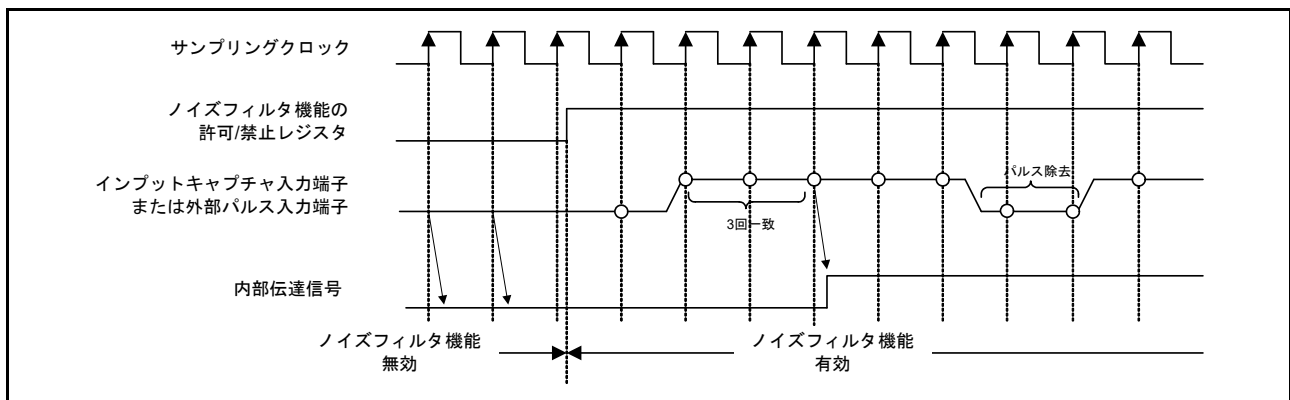 サンプリングクロック
ノイズフィルタ機能の
許可/禁止レジスタ
インプットキャプチャ入力端子
または外部パルス入力端子
パルス除去
3回一致
内部伝達信号
ノイズフィルタ機能
無効
ノイズフィルタ機能
有効